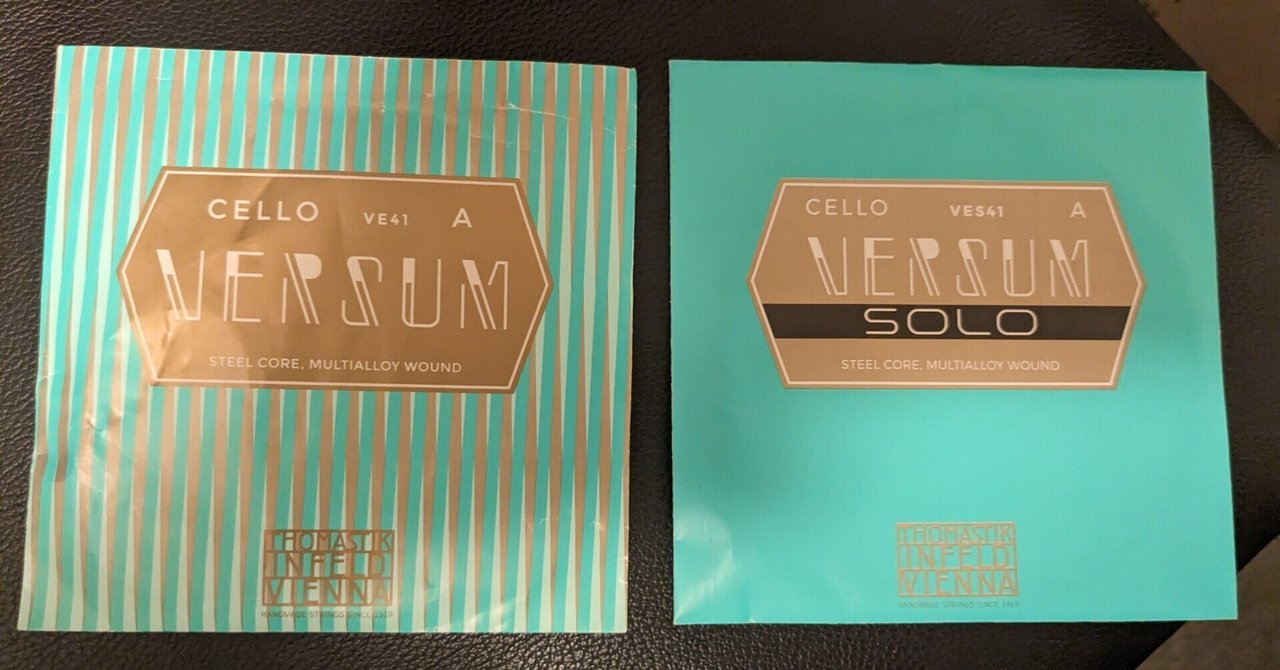 CELLO VE41 A
VERSUM
STEEL CORE, MULTIALLOY WOUND
THOMASTIK
INFELD
VIENNA
HANDMADE STRINGS SINCE 1919
CELLO VES41 A
VERSUM
SOLO
STEEL CORE, MULTIALLOY WOUND
THOMASTIK
INFELD
VIENNA
HANDMADE STRINGS SINCE 1919